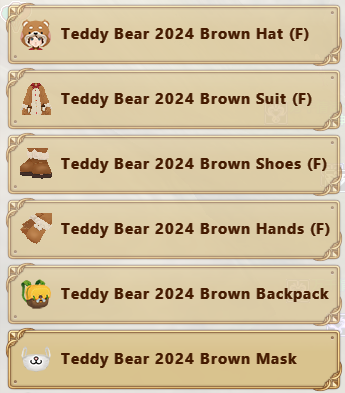 Teddy Bear 2024 Brown Hat (F)
Teddy Bear 2024 Brown Suit (F)
Teddy Bear 2024 Brown Shoes (F)
Teddy Bear 2024 Brown Hands (F)
Teddy Bear 2024 Brown Backpack
Teddy Bear 2024 Brown Mask